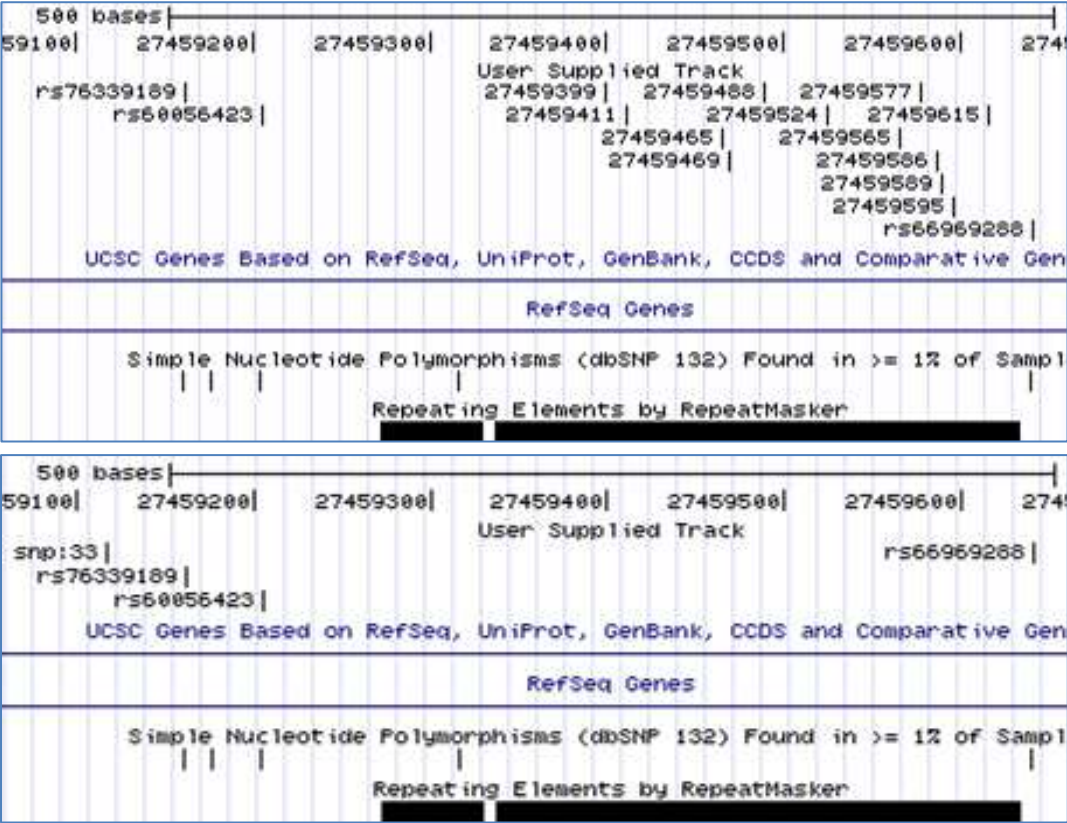 500 bases
59100| 27459200| 27459300| 27459400| 27459500| 27459600| 274
User Supplied Track
rs76339189| 27459399| 27459488| 27459577|
rs60056423| 27459411| 27459524| 27459615|
27459465| 27459565|
27459469| 27459586|
27459589|
27459595|
rs66969288|
UCSC Genes Based on RefSeq, UniProt, GenBank, CCDS and Comparative Gen
RefSeq Genes
Simple Nucleotide Polymorphisms (dbSNP 132) Found in >= 1% of Sampl
Repeating Elements by RepeatMasker
500 bases
59100| 27459200| 27459300| 27459400| 27459500| 27459600| 274
User Supplied Track
snp:33| rs66969288|
rs76339189|
rs60056423|
UCSC Genes Based on RefSeq, UniProt, GenBank, CCDS and Comparative Gen
RefSeq Genes
Simple Nucleotide Polymorphisms (dbSNP 132) Found in >= 1% of Sampl
Repeating Elements by RepeatMasker